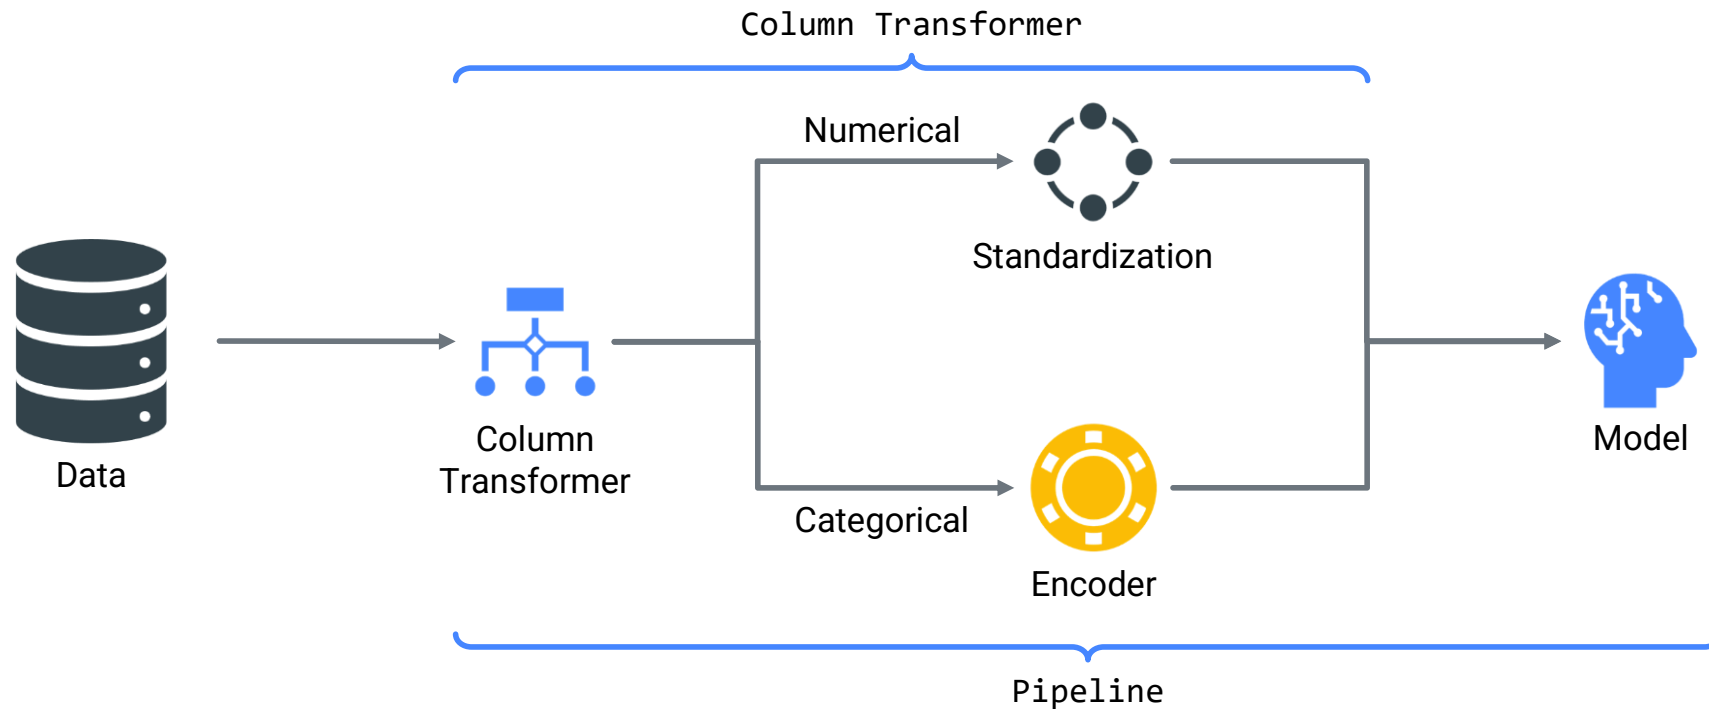 Column Transformer
Numerical
Standardization
Data
Column
Transformer
Categorical
Encoder
Model
Pipeline